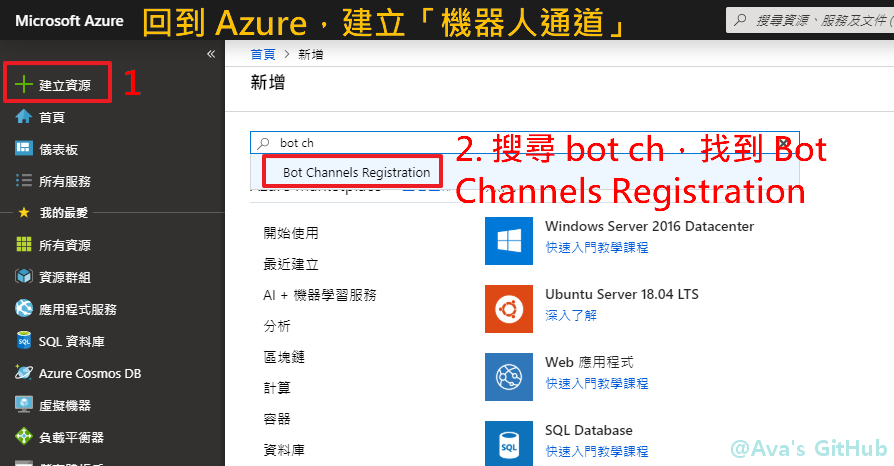 Microsoft Azure
回到 Azure，建立「機器人通道」
搜尋資源、服務及文件 (
«
首頁 > 新增
建立資源
1
新增
首頁
儀表板
所有服務
我的最愛
所有資源
資源群組
應用程式服務
SQL 資料庫
Azure Cosmos DB
虛擬機器
負載平衡器
bot ch
Bot Channels Registration
2. 搜尋 bot ch，找到 Bot
Channels Registration
開始使用
最近建立
AI + 機器學習服務
分析
區塊鏈
計算
容器
資料庫
Windows Server 2016 Datacenter
快速入門教學課程
Ubuntu Server 18.04 LTS
深入了解
Web 應用程式
快速入門教學課程
SQL Database
快速入門教學課程
@Ava's GitHub